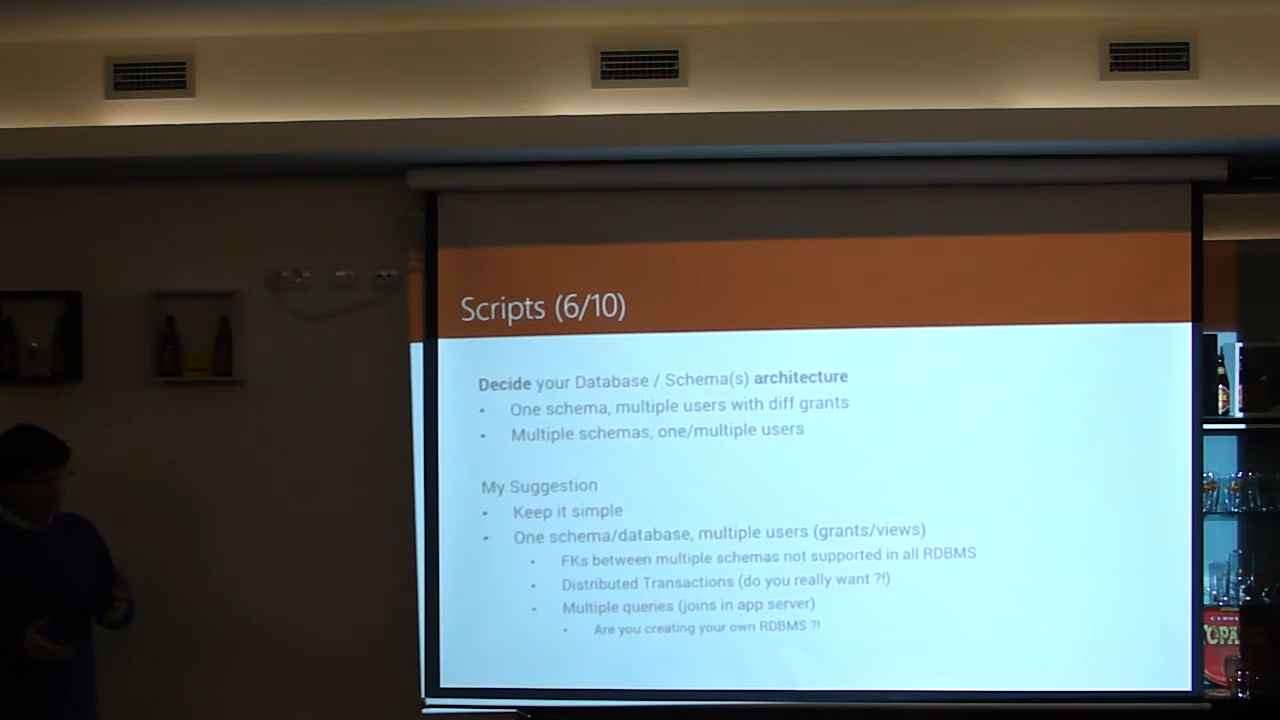 Scripts (6/10)
Decide your Database / Schema(s) architecture
• One schema, multiple users with diff grants
• Multiple schemas, one/multiple users
My Suggestion
• Keep it simple
• One schema/database, multiple users (grants/views)
• FKs between multiple schemas not supported in all RDBMS
• Distributed Transactions (do you really want ?!)
• Multiple queries (joins in app server)
• Are you creating your own RDBMS ?!